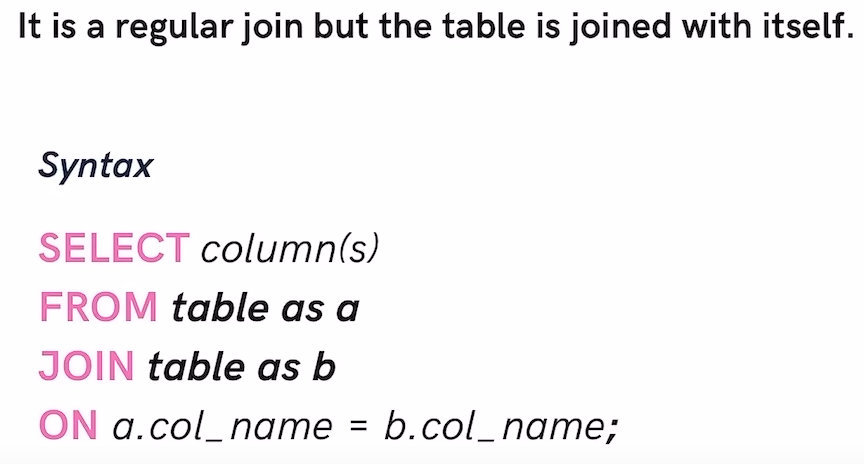 It is a regular join but the table is joined with itself.
Syntax
SELECT column(s)
FROM table as a
JOIN table as b
ON a.col_name = b.col_name;